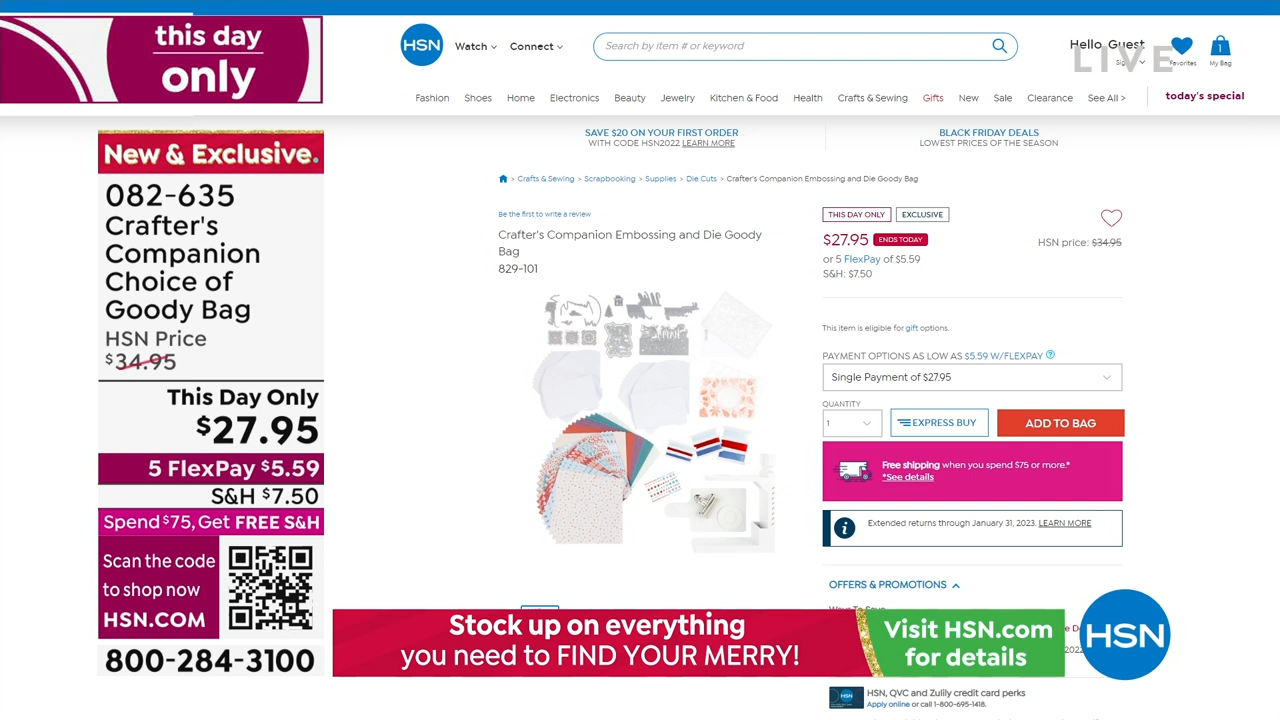 this day
only
New & Exclusive.
082-635
Crafter's
Companion
Choice of
Goody Bag
HSN Price
$34.95
This Day Only
$27.95
5 FlexPay $5.59
S&H $7.50
Spend $75, Get FREE S&H
Scan the code
to shop now
HSN.COM
800-284-3100
HSN
Watch
Connect
Search by item # or keyword
Hello, Guest
LIVE
Favorites
1
My Bag
Fashion Shoes Home Electronics Beauty Jewelry Kitchen & Food Health Crafts & Sewing Gifts New Sale Clearance See All > today's special
SAVE $20 ON YOUR FIRST ORDER
WITH CODE HSN2022 LEARN MORE
BLACK FRIDAY DEALS
LOWEST PRICES OF THE SEASON
> Crafts & Sewing > Scrapbooking > Supplies > Die Cuts > Crafter's Companion Embossing and Die Goody Bag
Be the first to write a review
Crafter's Companion Embossing and Die Goody
Bag
829-101
THIS DAY ONLY EXCLUSIVE
$27.95 ENDS TODAY
HSN price: $34.95
or 5 FlexPay of $5.59
S&H: $7.50
This item is eligible for gift options.
PAYMENT OPTIONS AS LOW AS $5.59 W/FLEXPAY ?
Single Payment of $27.95
QUANTITY
1
EXPRESS BUY
ADD TO BAG
Free shipping when you spend $75 or more.*
*See details
Extended returns through January 31, 2023. LEARN MORE
OFFERS & PROMOTIONS
Stock up on everything
you need to FIND YOUR MERRY!
Visit HSN.com
for details
HSN
HSN, QVC and Zulily credit card perks
Apply online or call 1-800-695-1418.